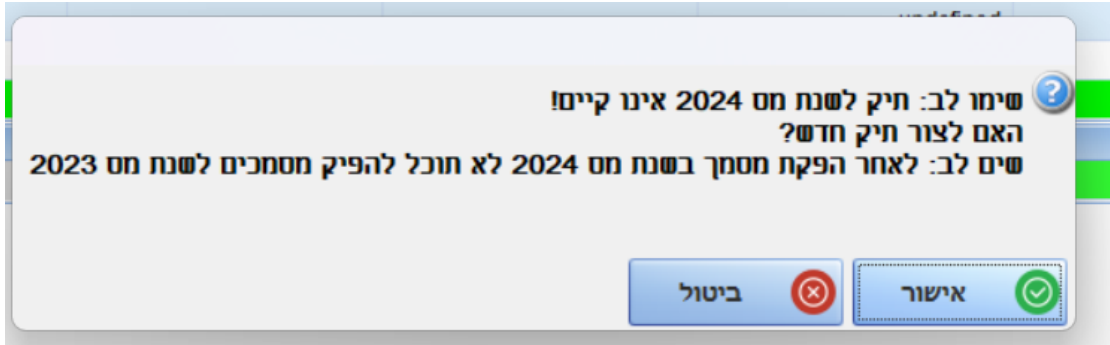 שימו לב: תיק לשנת מס 2024 אינו קיים!
האם לצור תיק חדש?
שים לב: לאחר הפקת מסמך בשנת מס 2024 לא תוכל להפיק מסמכים לשנת מס 2023
אישור
ביטול